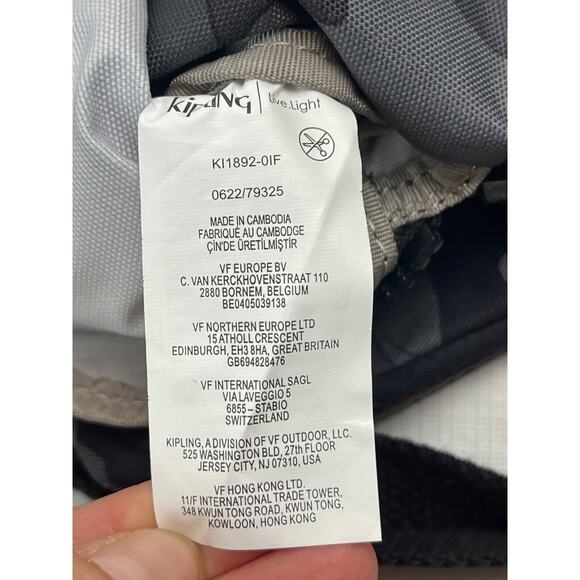 kipling | Live.Light
KI1892-0IF
0622/79325
MADE IN CAMBODIA
FABRIQUÉ AU CAMBODGE
ÇİN'DE ÜRETİLMİŞTİR
VF EUROPE BV
C. VAN KERCKHOVENSTRAAT 110
2880 BORNEM, BELGIUM
BE0405039138
VF NORTHERN EUROPE LTD
15 ATHOLL CRESCENT
EDINBURGH, EH3 8HA, GREAT BRITAIN
GB694828476
VF INTERNATIONAL SAGL
VIA LAVEGGIO 5
6855 - STABIO
SWITZERLAND
KIPLING, A DIVISION OF VF OUTDOOR, LLC.
525 WASHINGTON BLD, 27th FLOOR
JERSEY CITY, NJ 07310, USA
VF HONG KONG LTD.
11/F INTERNATIONAL TRADE TOWER,
348 KWUN TONG ROAD, KWUN TONG,
KOWLOON, HONG KONG